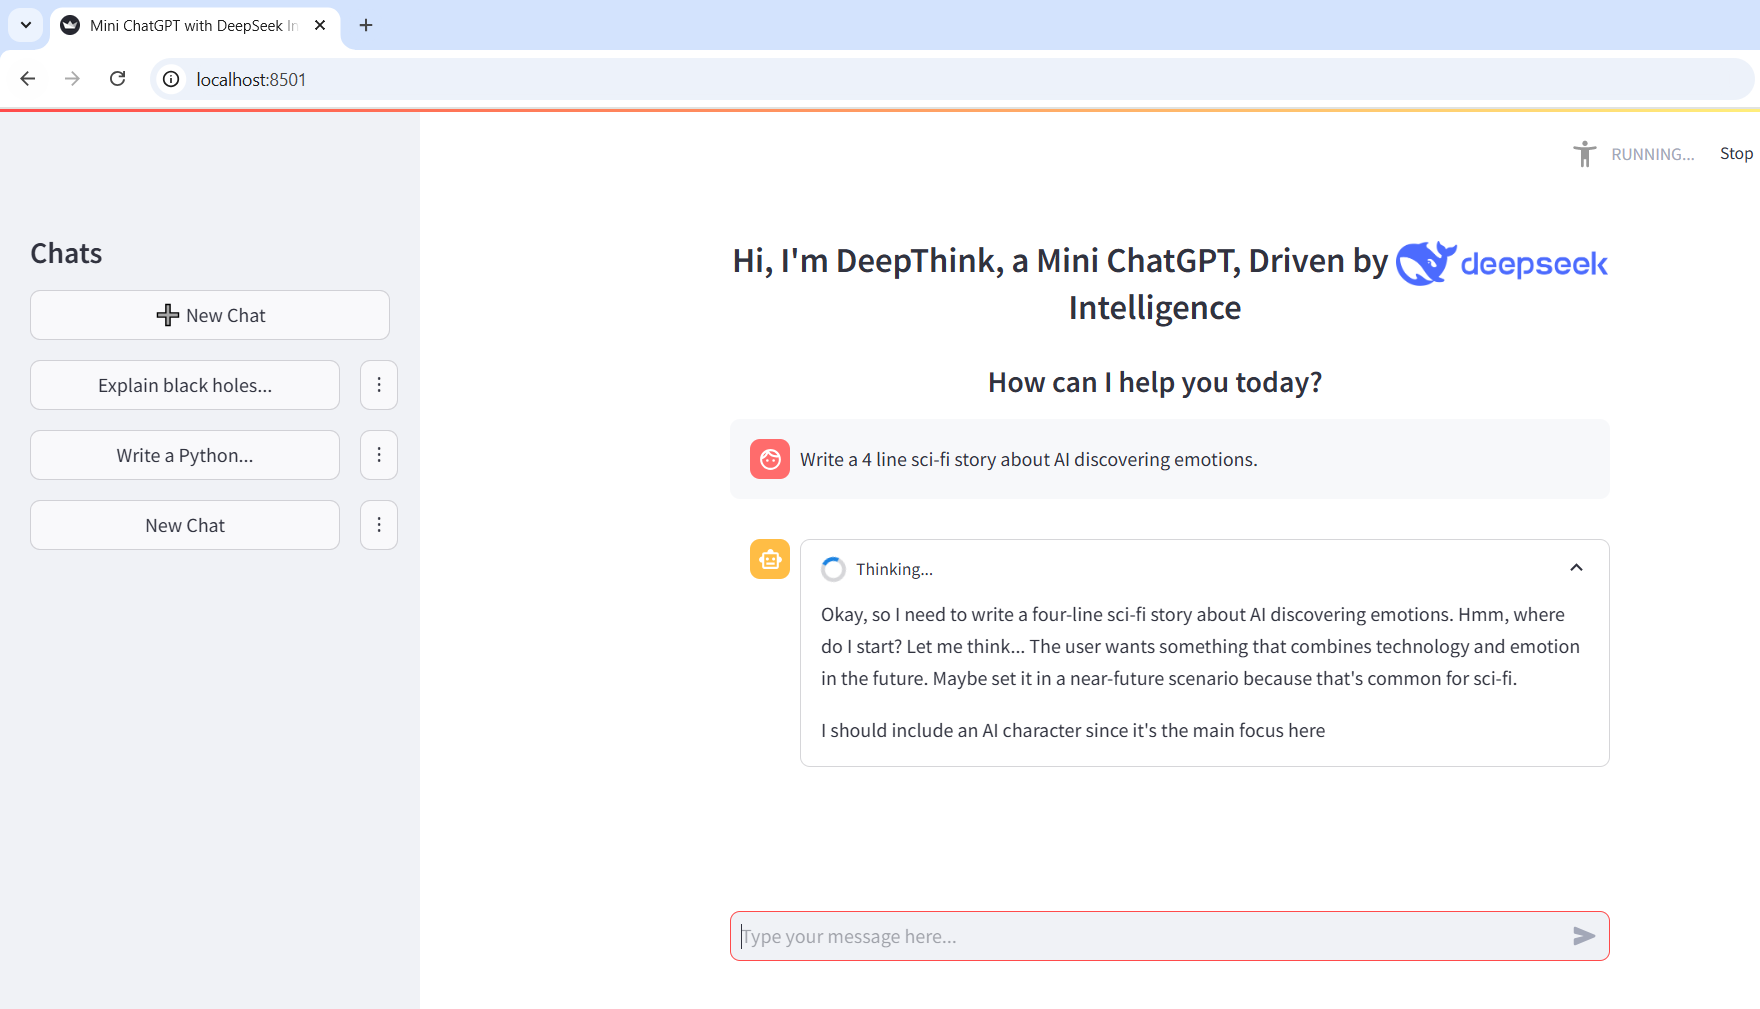 Mini ChatGPT with DeepSeek In
localhost:8501
RUNNING...
Stop
Chats
New Chat
Explain black holes...
Write a Python...
New Chat
Hi, I'm DeepThink, a Mini ChatGPT, Driven by deepseek
Intelligence
How can I help you today?
Write a 4 line sci-fi story about AI discovering emotions.
Thinking...
Okay, so I need to write a four-line sci-fi story about AI discovering emotions. Hmm, where
do I start? Let me think... The user wants something that combines technology and emotion
in the future. Maybe set it in a near-future scenario because that's common for sci-fi.
I should include an AI character since it's the main focus here
Type your message here...